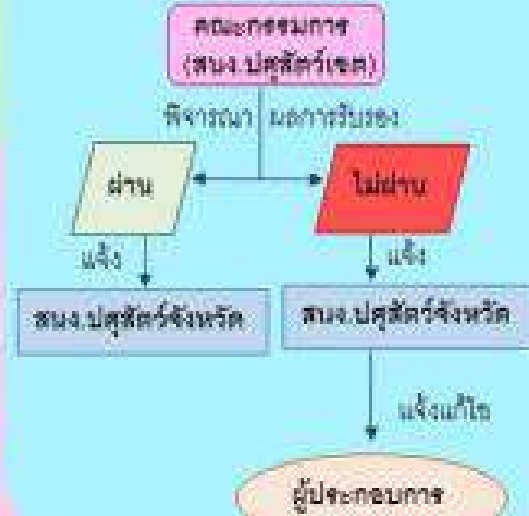 คณะกรรมการ
(สนง.ปศุสัตว์เขต)
พิจารณา ผลการรับรอง
ผ่าน ไม่ผ่าน
แจ้ง แจ้ง
สนง.ปศุสัตว์จังหวัด สนง.ปศุสัตว์จังหวัด
แจ้งแก้ไข
ผู้ประกอบการ